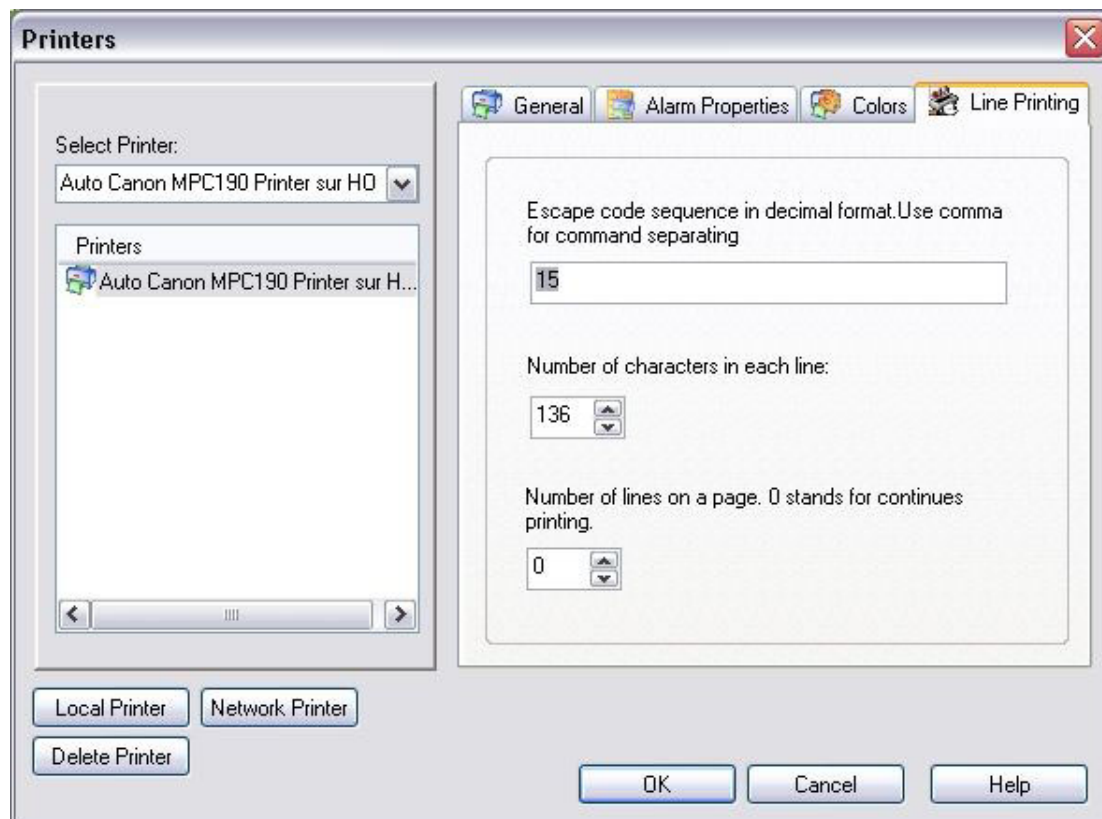 Printers
General
Alarm Properties
Colors
Line Printing
Select Printer:
Auto Canon MPC190 Printer sur HO
Printers
Auto Canon MPC190 Printer sur H...
Escape code sequence in decimal format.Use comma
for command separating
15
Number of characters in each line:
136
Number of lines on a page. 0 stands for continues
printing.
0
Local Printer
Network Printer
Delete Printer
OK
Cancel
Help